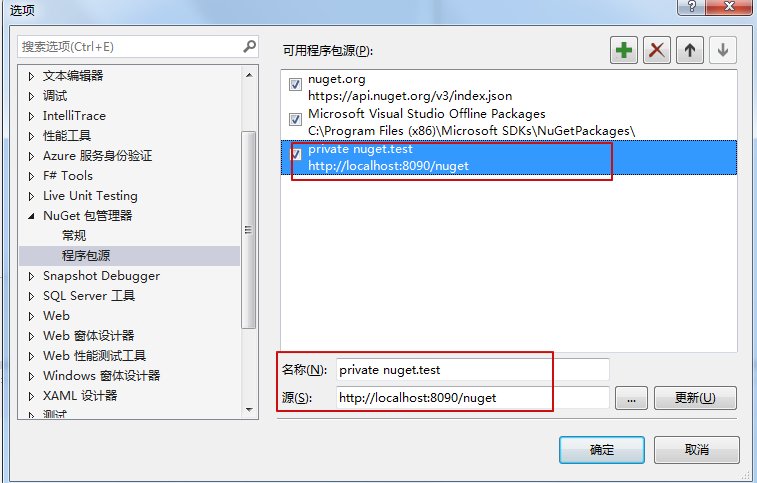 选项
搜索选项(Ctrl+E)
文本编辑器
调试
IntelliTrace
性能工具
Azure 服务身份验证
F# Tools
Live Unit Testing
NuGet 包管理器
常规
程序包源
Snapshot Debugger
SQL Server 工具
Web
Web 窗体设计器
Web 性能测试工具
Windows 窗体设计器
XAML 设计器
测试
可用程序包源(P):
nuget.org
https://api.nuget.org/v3/index.json
Microsoft Visual Studio Offline Packages
C:\Program Files (x86)\Microsoft SDKs\NuGetPackages\
private nuget.test
http://localhost:8090/nuget
名称(N): private nuget.test
源(S): http://localhost:8090/nuget ... 更新(U)
确定 取消